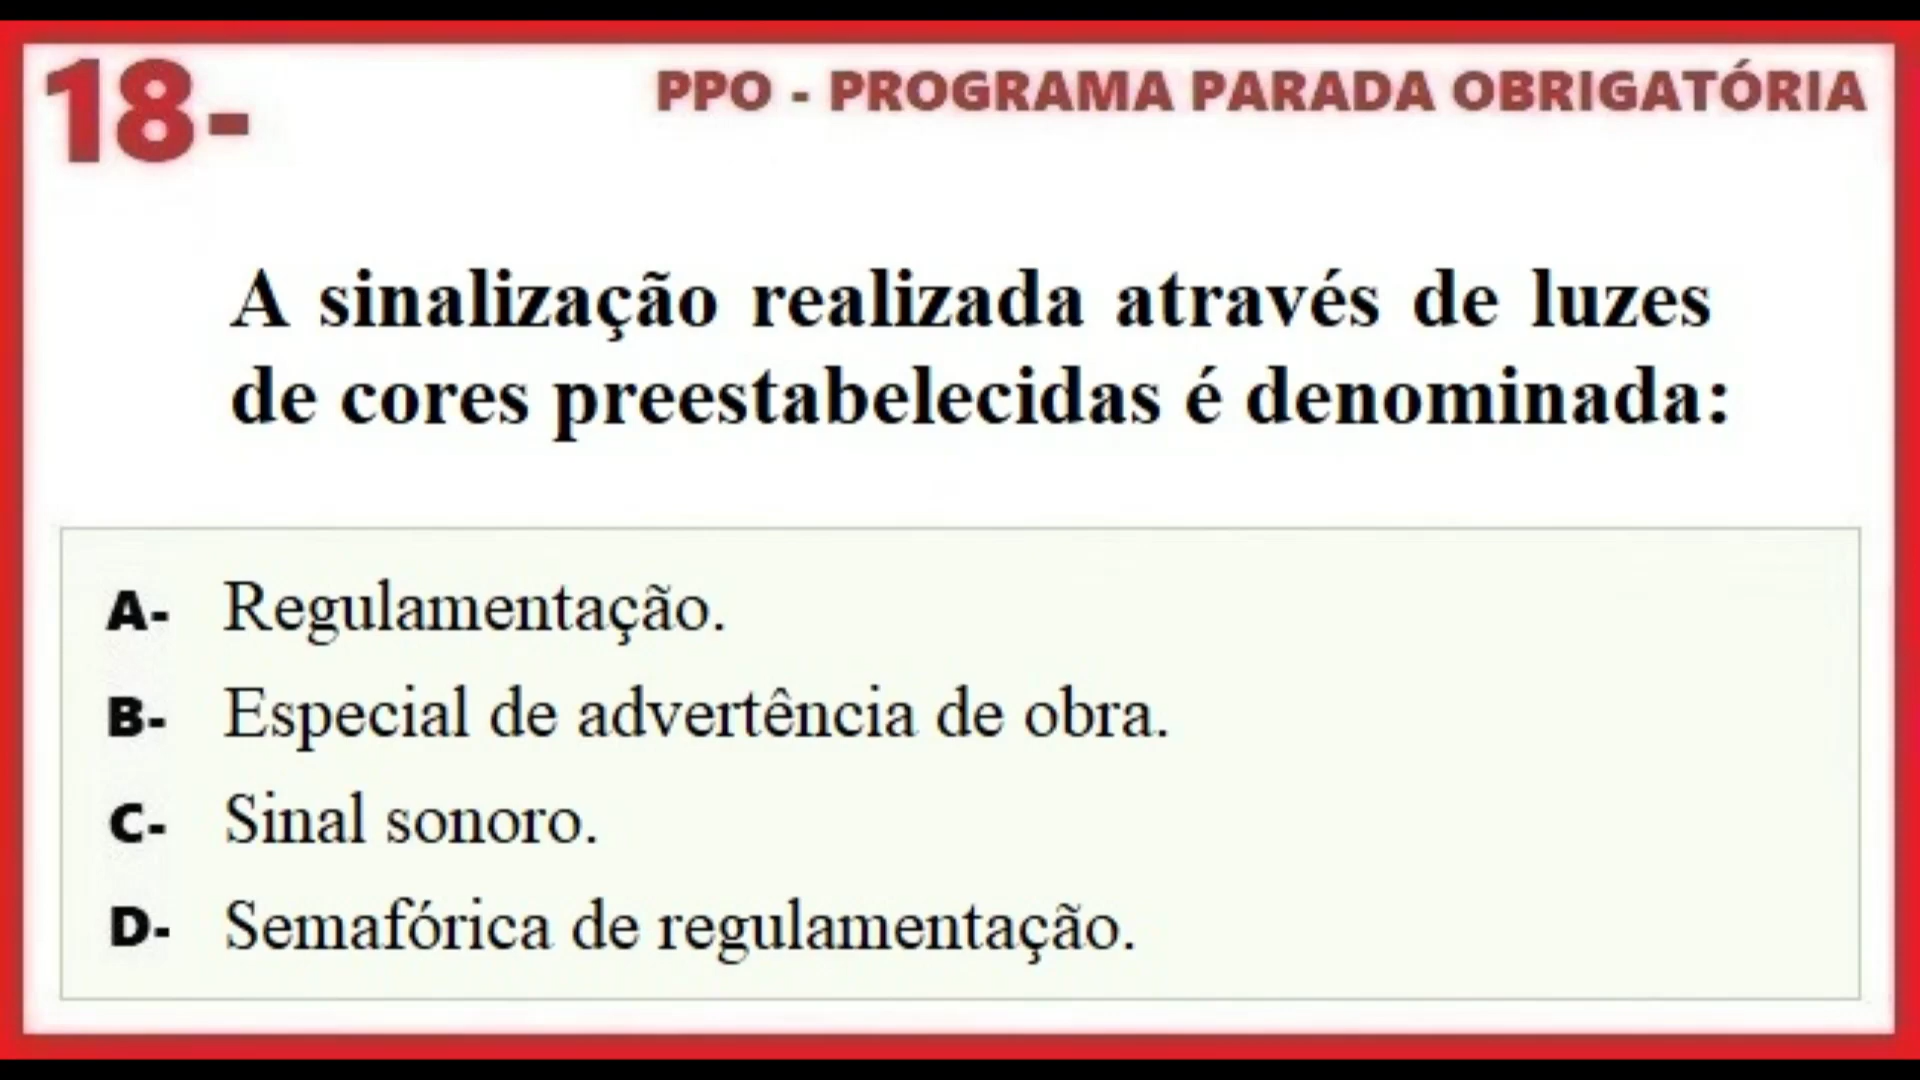 18-
PPO - PROGRAMA PARADA OBRIGATÓRIA
A sinalização realizada através de luzes
de cores preestabelecidas é denominada:
A- Regulamentação.
B- Especial de advertência de obra.
C- Sinal sonoro.
D- Semafórica de regulamentação.